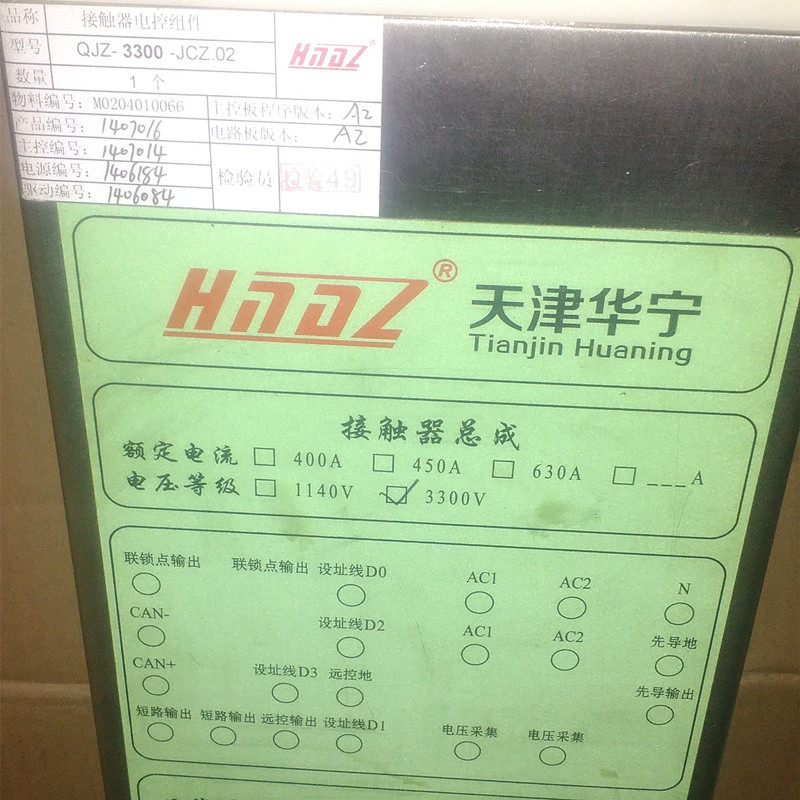 品称 接触器电控组件
型号 QJZ-3300-JCZ.02
数量 1 个
HNDZ
物料编号: M0204010066 主控板程序版本: A2
产品编号: 1407016 电路板版本: A2
主控编号: 1407014
电源编号: 1406184 检验员 检验49
驱动编号: 1406084
HNDZ® 天津华宁
Tianjin Huaning
接触器总成
额定电流 400A 450A 630A ___A
电压等级 1140V 3300V
联锁点输出 联锁点输出 设址线D0 AC1 AC2 N
CAN- 设址线D2 AC1 AC2 先导地
CAN+ 设址线D3 远控地 先导输出
短路输出 短路输出 远控输出 设址线D1 电压采集 电压采集